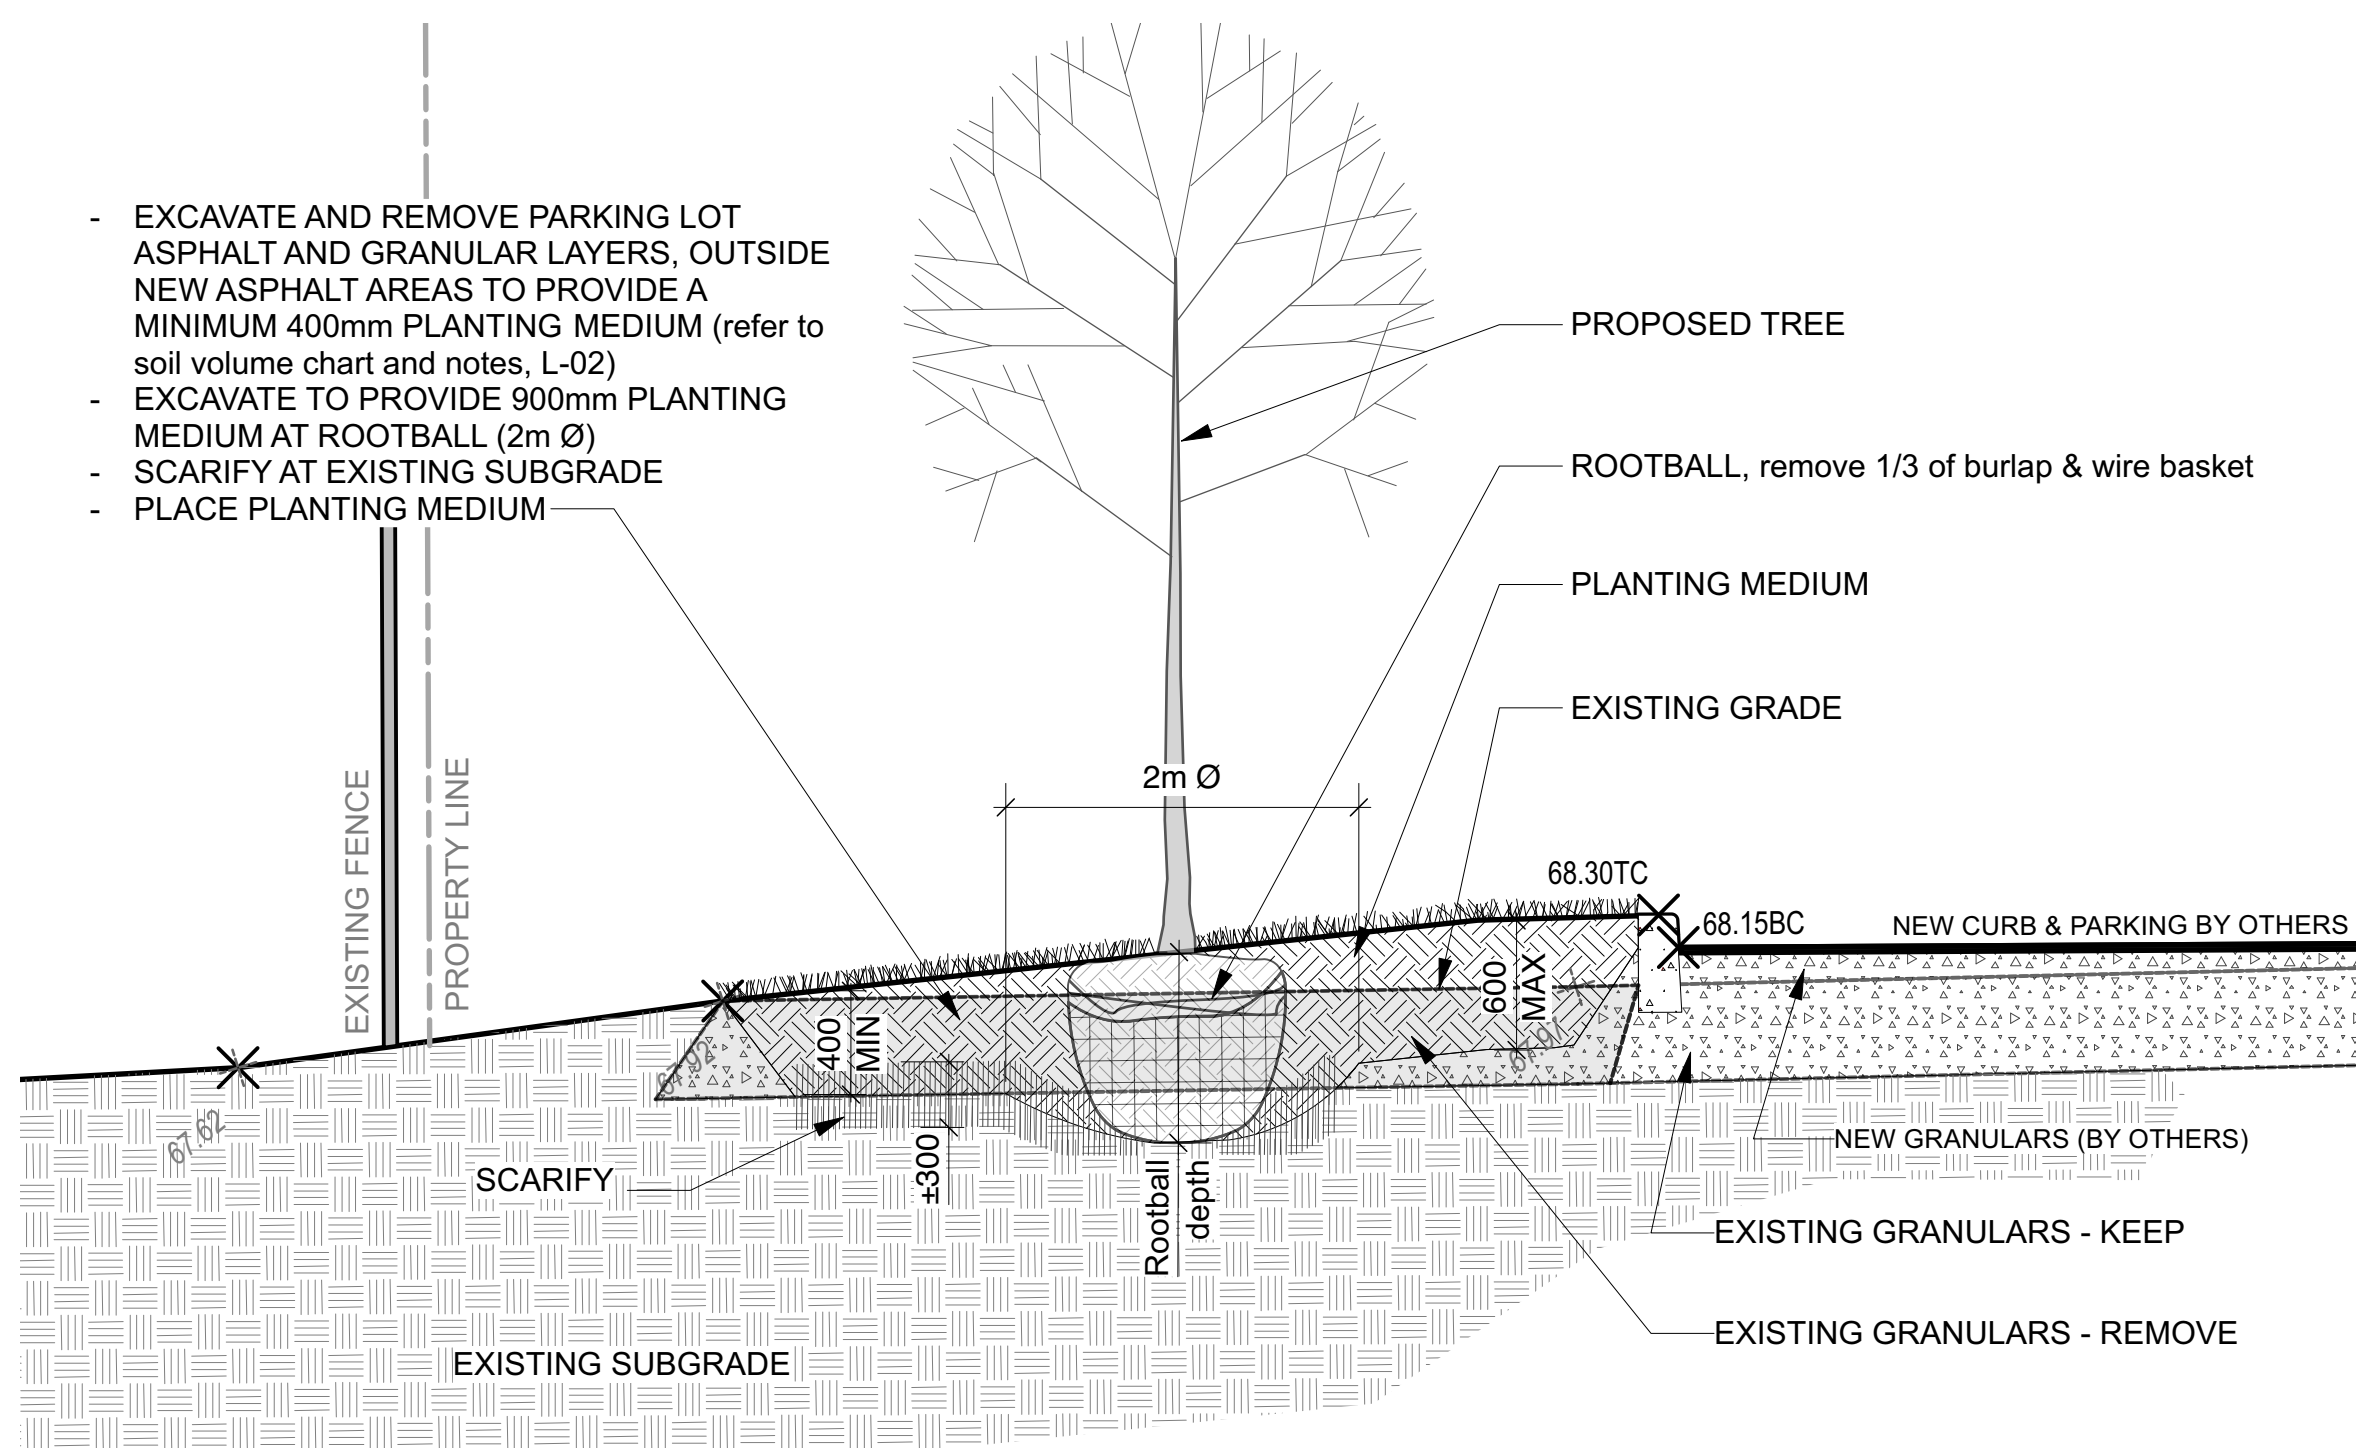 - EXCAVATE AND REMOVE PARKING LOT
ASPHALT AND GRANULAR LAYERS, OUTSIDE
NEW ASPHALT AREAS TO PROVIDE A
MINIMUM 400mm PLANTING MEDIUM (refer to
soil volume chart and notes, L-02)
- EXCAVATE TO PROVIDE 900mm PLANTING
MEDIUM AT ROOTBALL (2m Ø)
- SCARIFY AT EXISTING SUBGRADE
- PLACE PLANTING MEDIUM
PROPOSED TREE
ROOTBALL, remove 1/3 of burlap & wire basket
PLANTING MEDIUM
EXISTING GRADE
EXISTING FENCE
PROPERTY LINE
2m Ø
68.30TC
68.15BC
NEW CURB & PARKING BY OTHERS
600
MAX
400
MIN
67.92
67.97
67.62
±300
SCARIFY
Rootball
depth
NEW GRANULARS (BY OTHERS)
EXISTING GRANULARS - KEEP
EXISTING GRANULARS - REMOVE
EXISTING SUBGRADE